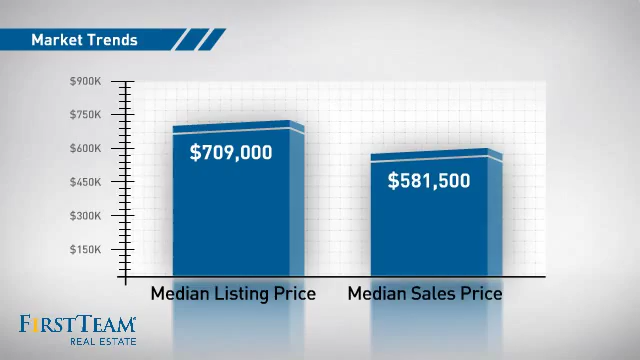 Market Trends
$900K
$750K
$600K
$450K
$300K
$150K
$709,000
$581,500
Median Listing Price
Median Sales Price
FIRSTTEAM®
REAL ESTATE